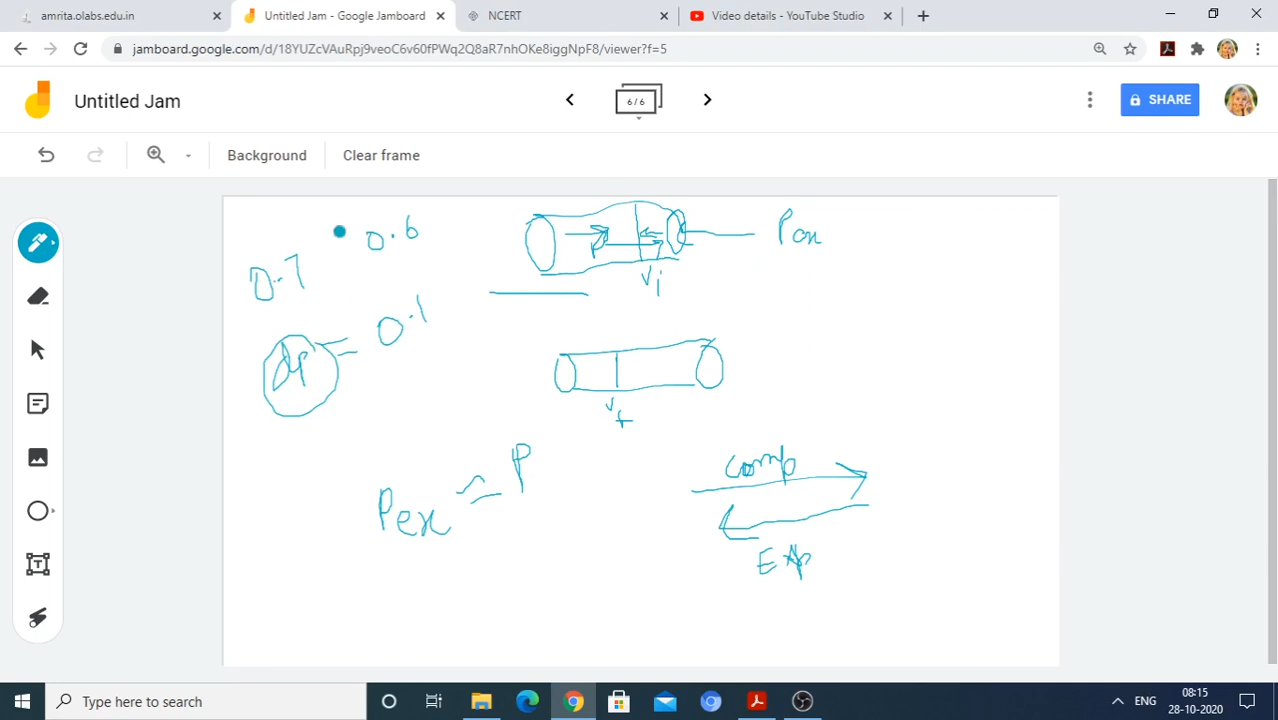 amrita.olabs.edu.in
Untitled Jam - Google Jamboard
NCERT
Video details - YouTube Studio
jamboard.google.com/d/18YUZcVAuRpj9veoC6v60fPWq2Q8aR7nhOKe8iggNpF8/viewer?f=5
Untitled Jam
6/6
SHARE
Background
Clear frame
0.6
P
Pex
0.7
Vi
0.1
dp =
Vf
Pex ≃ P
Comp
Exp
Type here to search
ENG
08:15
28-10-2020